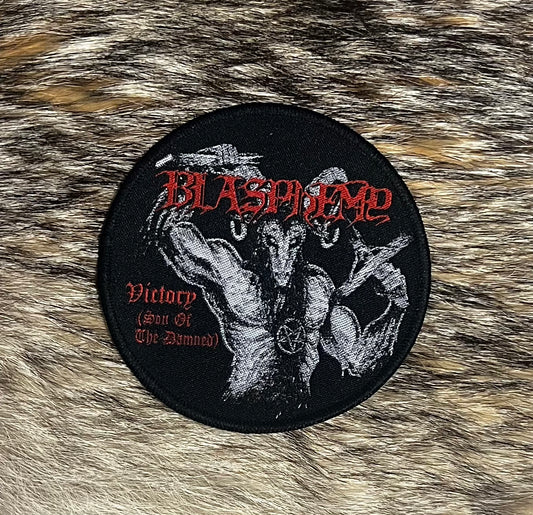 BLASPHEMY
Victory
(Son Of
The Damned)